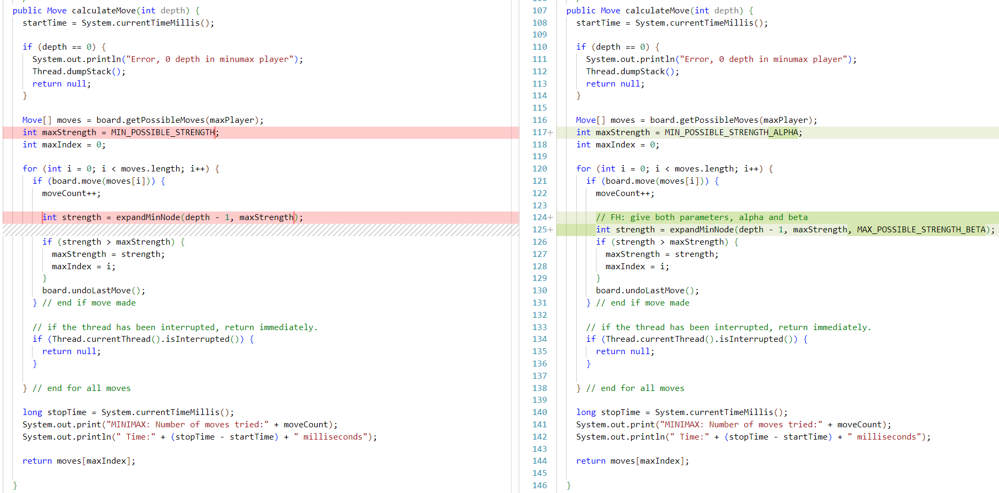 public Move calculateMove(int depth) {
startTime = System.currentTimeMillis();
if (depth == 0) {
System.out.println("Error, 0 depth in minumax player");
Thread.dumpStack();
return null;
}
Move[] moves = board.getPossibleMoves(maxPlayer);
int maxStrength = MIN_POSSIBLE_STRENGTH;
int maxIndex = 0;
for (int i = 0; i < moves.length; i++) {
if (board.move(moves[i])) {
moveCount++;
int strength = expandMinNode(depth - 1, maxStrength);
if (strength > maxStrength) {
maxStrength = strength;
maxIndex = i;
}
board.undoLastMove();
} // end if move made
// if the thread has been interrupted, return immediately.
if (Thread.currentThread().isInterrupted()) {
return null;
}
} // end for all moves
long stopTime = System.currentTimeMillis();
System.out.print("MINIMAX: Number of moves tried:" + moveCount);
System.out.println(" Time:" + (stopTime - startTime) + " milliseconds");
return moves[maxIndex];
}
107 public Move calculateMove(int depth) {
108 startTime = System.currentTimeMillis();
109
110 if (depth == 0) {
111 System.out.println("Error, 0 depth in minumax player");
112 Thread.dumpStack();
113 return null;
114 }
115
116 Move[] moves = board.getPossibleMoves(maxPlayer);
117+ int maxStrength = MIN_POSSIBLE_STRENGTH_ALPHA;
118 int maxIndex = 0;
119
120 for (int i = 0; i < moves.length; i++) {
121 if (board.move(moves[i])) {
122 moveCount++;
123
124+ // FH: give both parameters, alpha and beta
125+ int strength = expandMinNode(depth - 1, maxStrength, MAX_POSSIBLE_STRENGTH_BETA);
126 if (strength > maxStrength) {
127 maxStrength = strength;
128 maxIndex = i;
129 }
130 board.undoLastMove();
131 } // end if move made
132
133 // if the thread has been interrupted, return immediately.
134 if (Thread.currentThread().isInterrupted()) {
135 return null;
136 }
137
138 } // end for all moves
139
140 long stopTime = System.currentTimeMillis();
141 System.out.print("MINIMAX: Number of moves tried:" + moveCount);
142 System.out.println(" Time:" + (stopTime - startTime) + " milliseconds");
143
144 return moves[maxIndex];
145
146 }